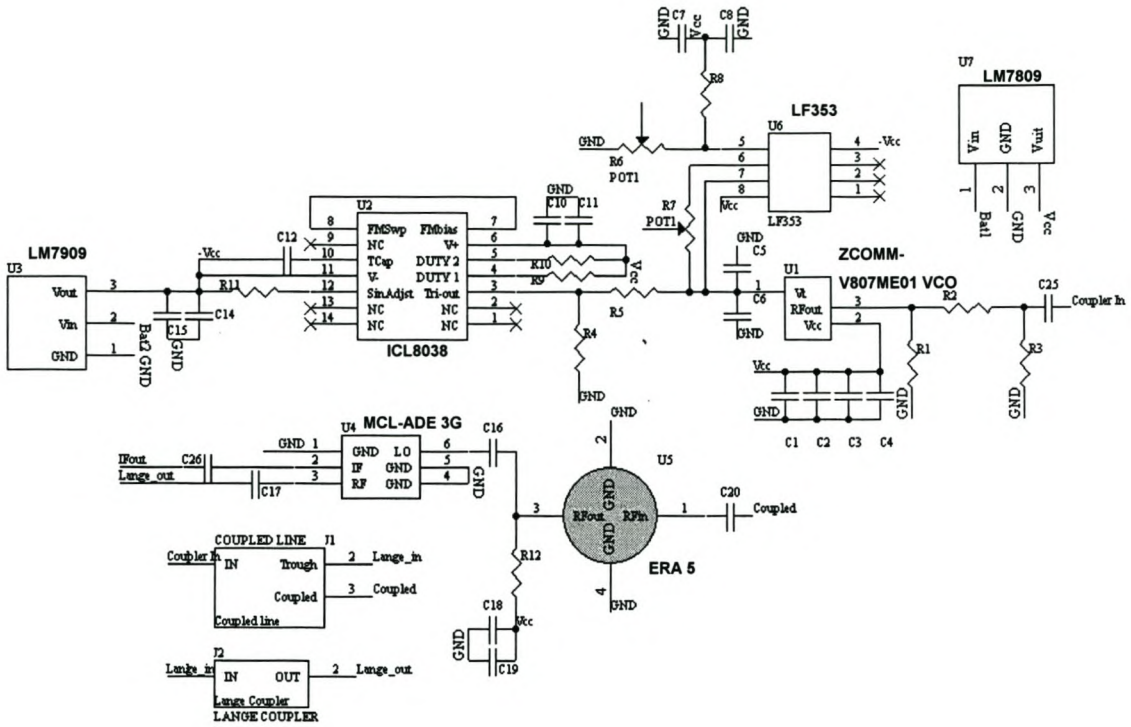 GND
C7
Vcc
C8
GND
R8
U7
LM7809
Vin
GND
Vuit
1
2
3
Bat1
GND
Vcc
LF353
U6
GND
R6
POT1
5
6
7
8
4
3
2
1
-Vcc
Vcc
LF353
R7
POT1
U2
8
FMSwp
FMbias
7
9
NC
V+
6
10
TCap
DUTY 2
5
11
V-
DUTY 1
4
12
SinAdjst
Tri-out
3
13
NC
NC
2
14
NC
NC
1
ICL8038
GND
C10
C11
R10
R9
Vcc
C12
-Vcc
R11
LM7909
U3
Vout
3
Vin
2
GND
1
Bat2
GND
C15
C14
GND
R5
R4
GND
GND
C5
C6
GND
ZCOMM-
V807ME01 VCO
U1
1
Vt
RFout
3
Vcc
2
R2
C25
Coupler In
R1
R3
GND
GND
Vcc
GND
C1
C2
C3
C4
MCL-ADE 3G
U4
GND
1
GND
LO
6
IFout
C26
2
IF
GND
5
Lange_out
C17
3
RF
GND
4
GND
C16
GND
2
U5
3
RFout
GND
GND
RFin
1
C20
Coupled
ERA 5
4
GND
R12
Vcc
C18
GND
C19
COUPLED LINE
J1
Coupler In
IN
Trough
2
Lange_in
Coupled
3
Coupled
Coupled line
J2
Lange_in
IN
OUT
2
Lange_out
Lange Coupler
LANGE COUPLER